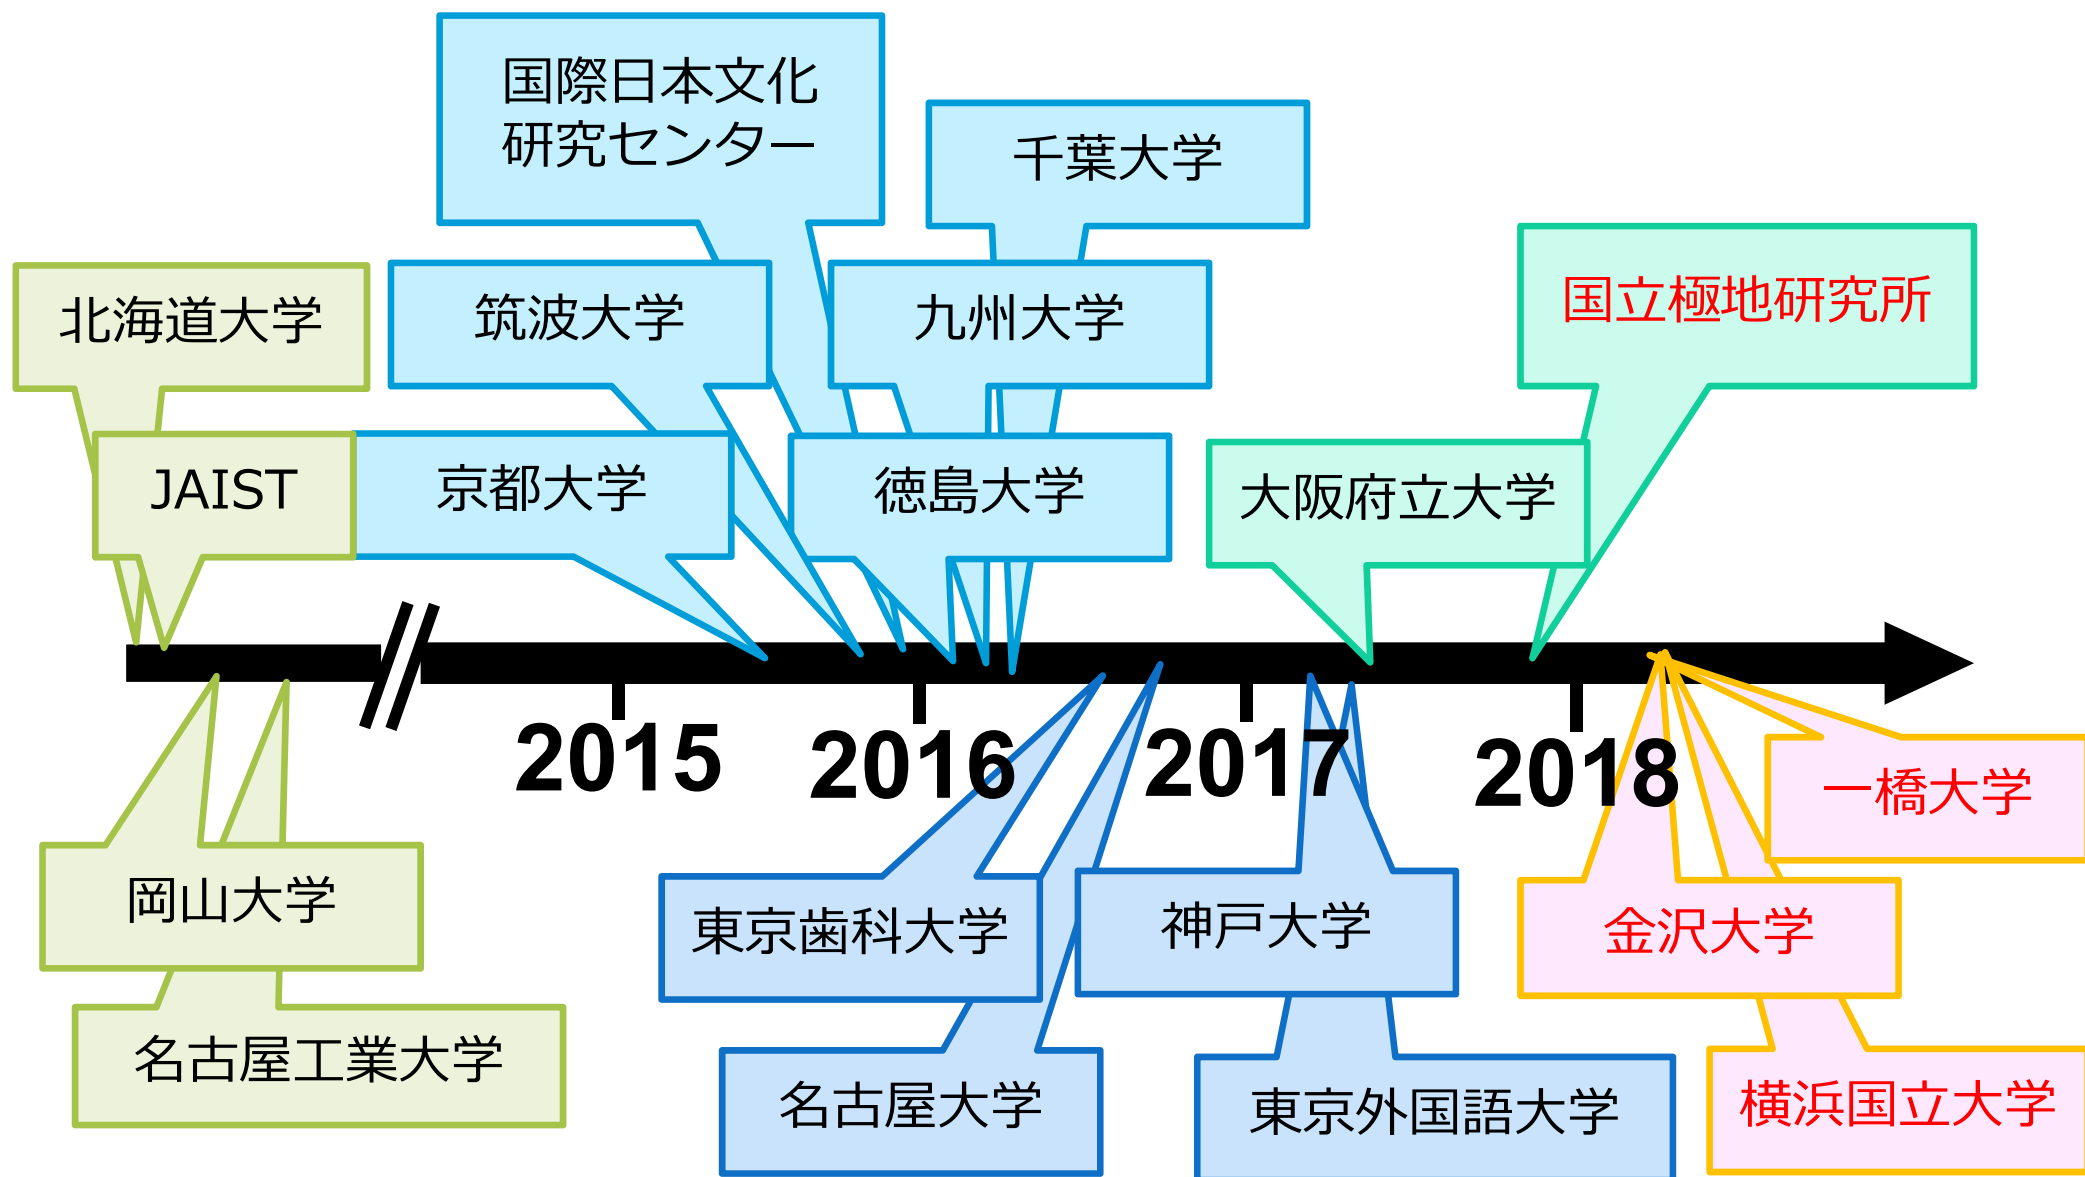 国際日本文化
研究センター
千葉大学
北海道大学
筑波大学
九州大学
国立極地研究所
JAIST
京都大学
徳島大学
大阪府立大学
2015
2016
2017
2018
一橋大学
岡山大学
東京歯科大学
神戸大学
金沢大学
名古屋工業大学
名古屋大学
東京外国語大学
横浜国立大学